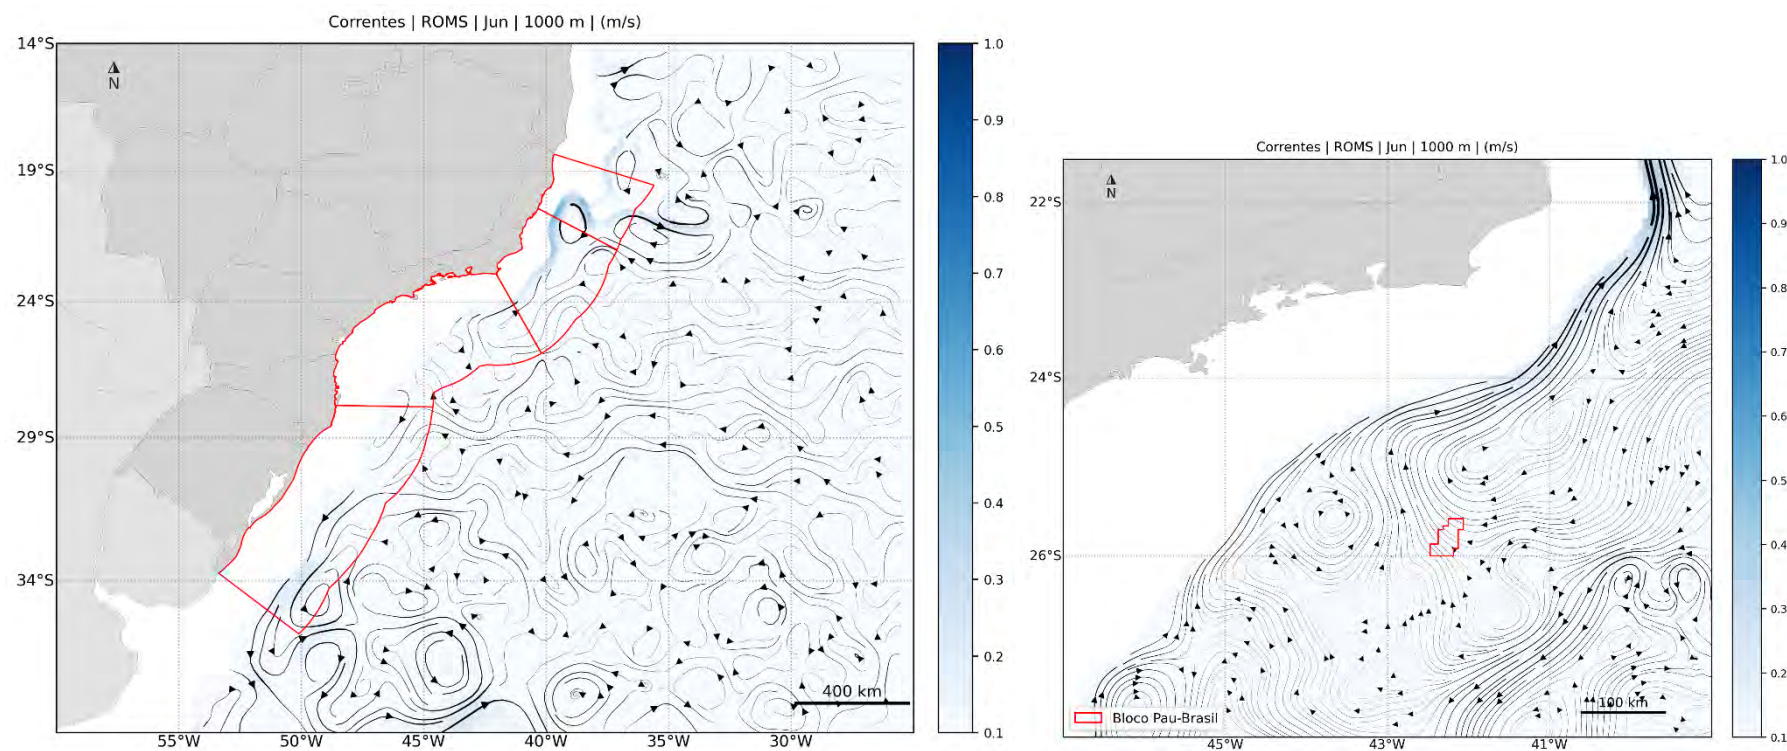 Correntes | ROMS | Jun | 1000 m | (m/s)
14°S
19°S
24°S
29°S
34°S
N
400 km
55°W
50°W
45°W
40°W
35°W
30°W
1.0
0.9
0.8
0.7
0.6
0.5
0.4
0.3
0.2
0.1
Correntes | ROMS | Jun | 1000 m | (m/s)
22°S
24°S
26°S
N
Bloco Pau-Brasil
100 km
45°W
43°W
41°W
1.0
0.9
0.8
0.7
0.6
0.5
0.4
0.3
0.2
0.1